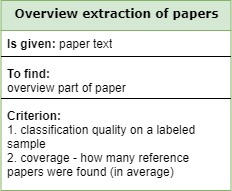 Overview extraction of papers
Is given: paper text
To find:
overview part of paper
Criterion:
1. classification quality on a labeled
sample
2. coverage - how many reference
papers were found (in average)